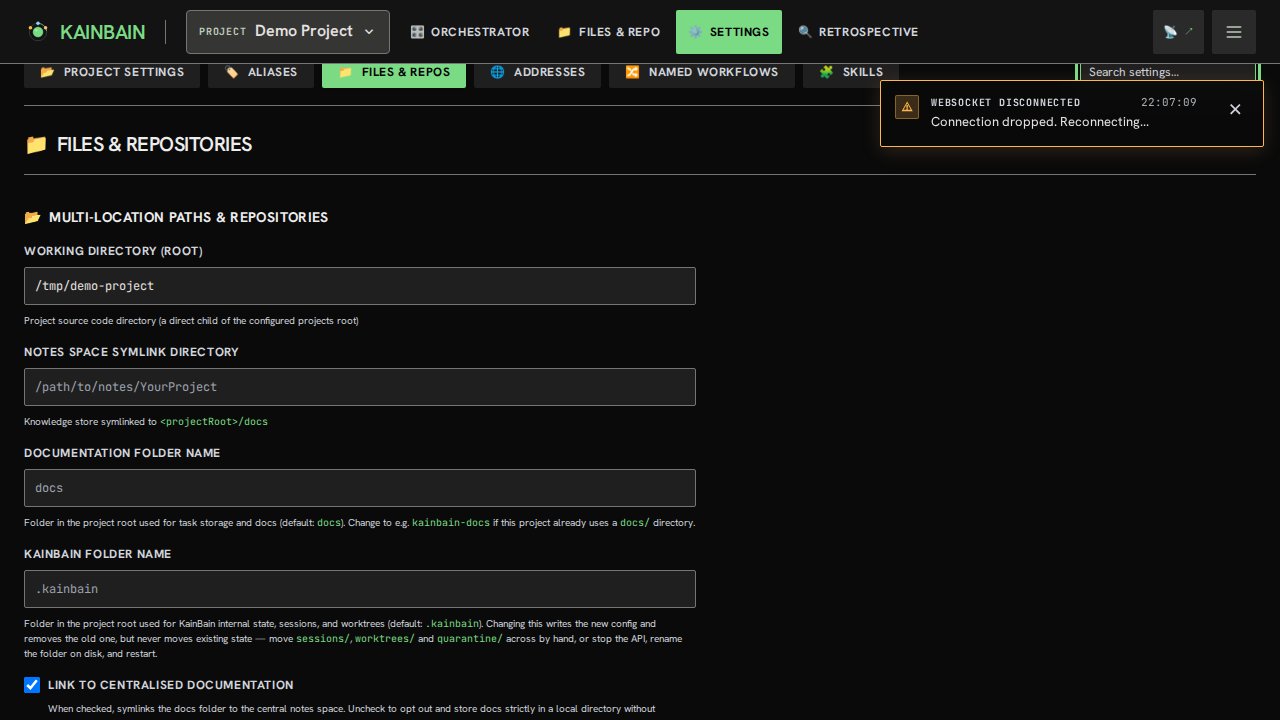 KAINBAIN
PROJECT Demo Project
ORCHESTRATOR
FILES & REPO
SETTINGS
RETROSPECTIVE
PROJECT SETTINGS
ALIASES
FILES & REPOS
ADDRESSES
NAMED WORKFLOWS
SKILLS
Search settings...
WEBSOCKET DISCONNECTED 22:07:09
Connection dropped. Reconnecting...
FILES & REPOSITORIES
MULTI-LOCATION PATHS & REPOSITORIES
WORKING DIRECTORY (ROOT)
/tmp/demo-project
Project source code directory (a direct child of the configured projects root)
NOTES SPACE SYMLINK DIRECTORY
/path/to/notes/YourProject
Knowledge store symlinked to <projectRoot>/docs
DOCUMENTATION FOLDER NAME
docs
Folder in the project root used for task storage and docs (default: docs). Change to e.g. kainbain-docs if this project already uses a docs/ directory.
KAINBAIN FOLDER NAME
.kainbain
Folder in the project root used for KainBain internal state, sessions, and worktrees (default: .kainbain). Changing this writes the new config and
removes the old one, but never moves existing state — move sessions/, worktrees/ and quarantine/ across by hand, or stop the API, rename
the folder on disk, and restart.
LINK TO CENTRALISED DOCUMENTATION
When checked, symlinks the docs folder to the central notes space. Uncheck to opt out and store docs strictly in a local directory without